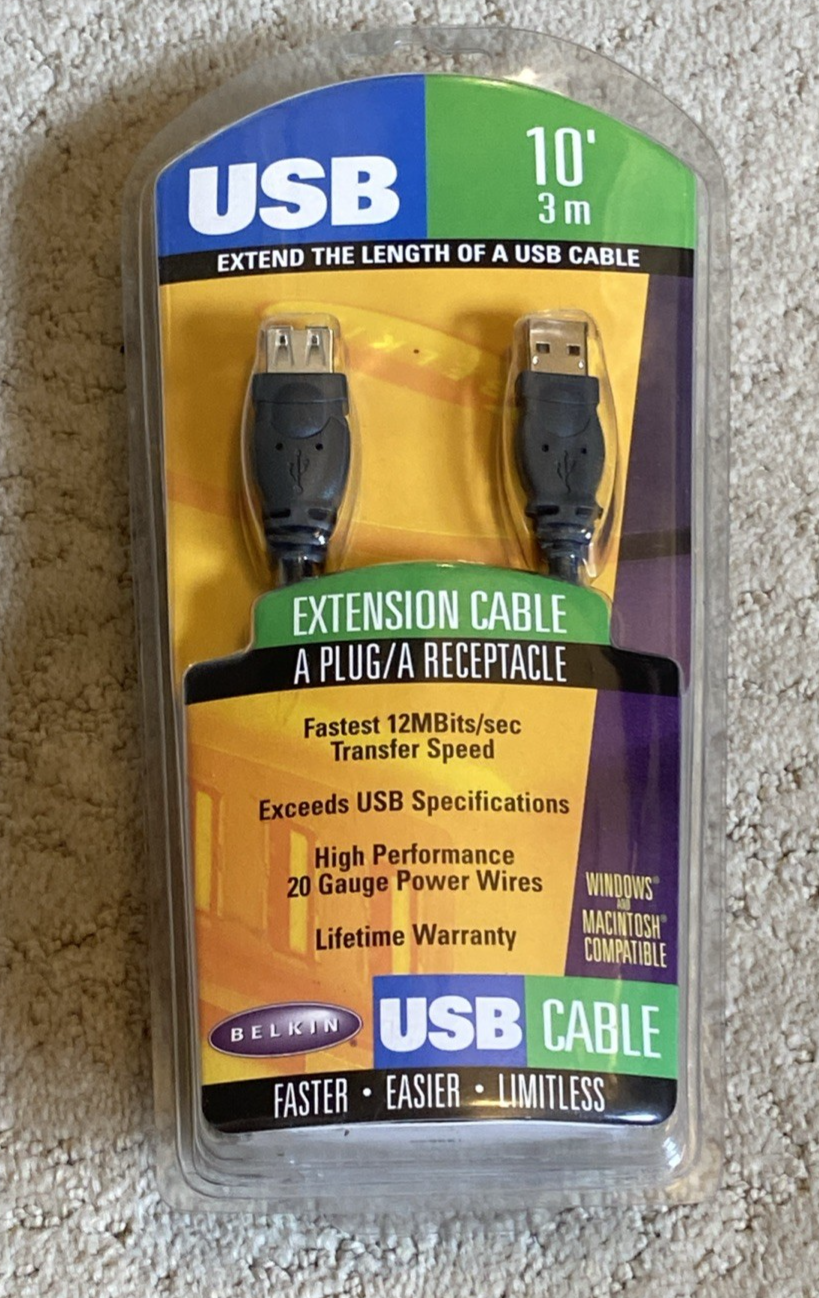 USB
10'
3 m
EXTEND THE LENGTH OF A USB CABLE
BELKIN
EXTENSION CABLE
A PLUG/A RECEPTACLE
Fastest 12MBits/sec
Transfer Speed
Exceeds USB Specifications
High Performance
20 Gauge Power Wires
Lifetime Warranty
WINDOWS®
AND
MACINTOSH®
COMPATIBLE
BELKIN®
USB CABLE
FASTER • EASIER • LIMITLESS